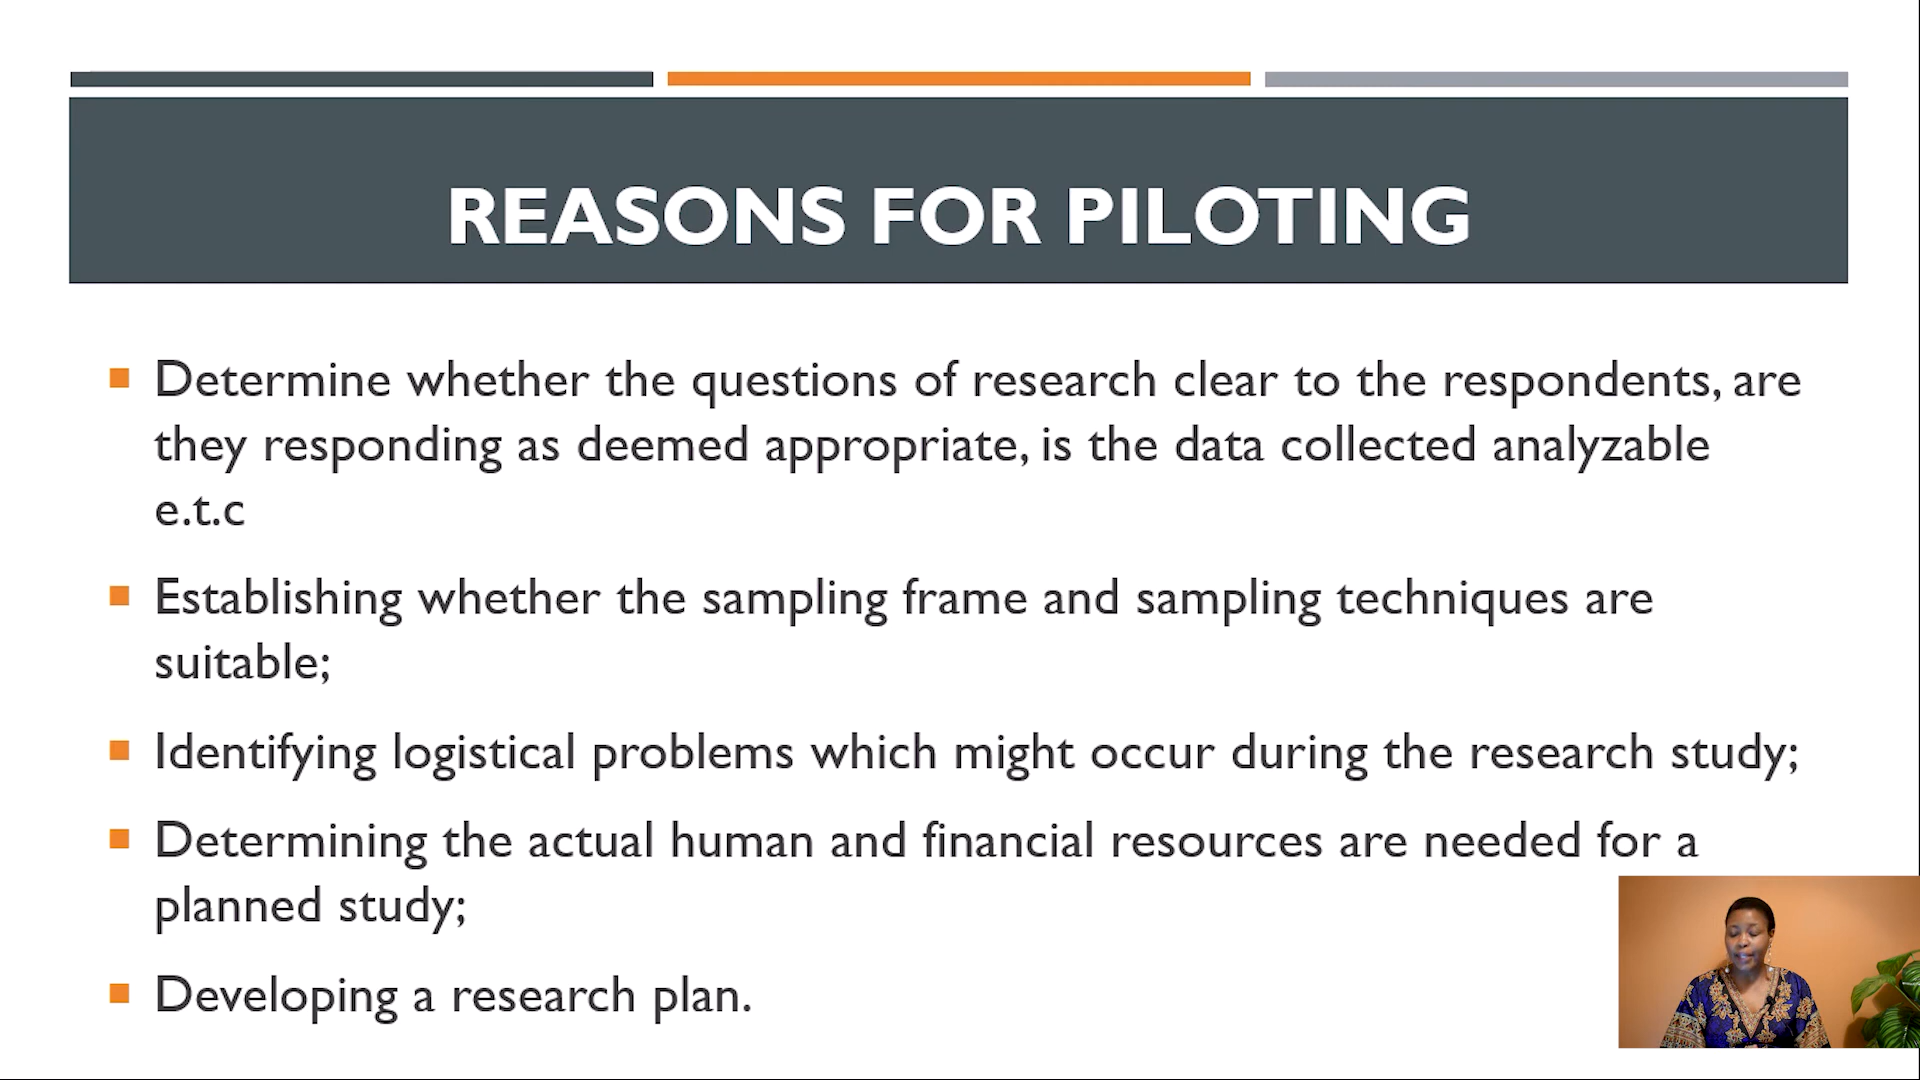 REASONS FOR PILOTING
Determine whether the questions of research clear to the respondents, are
they responding as deemed appropriate, is the data collected analyzable
e.t.c
Establishing whether the sampling frame and sampling techniques are
suitable;
Identifying logistical problems which might occur during the research study;
Determining the actual human and financial resources are needed for a
planned study;
Developing a research plan.